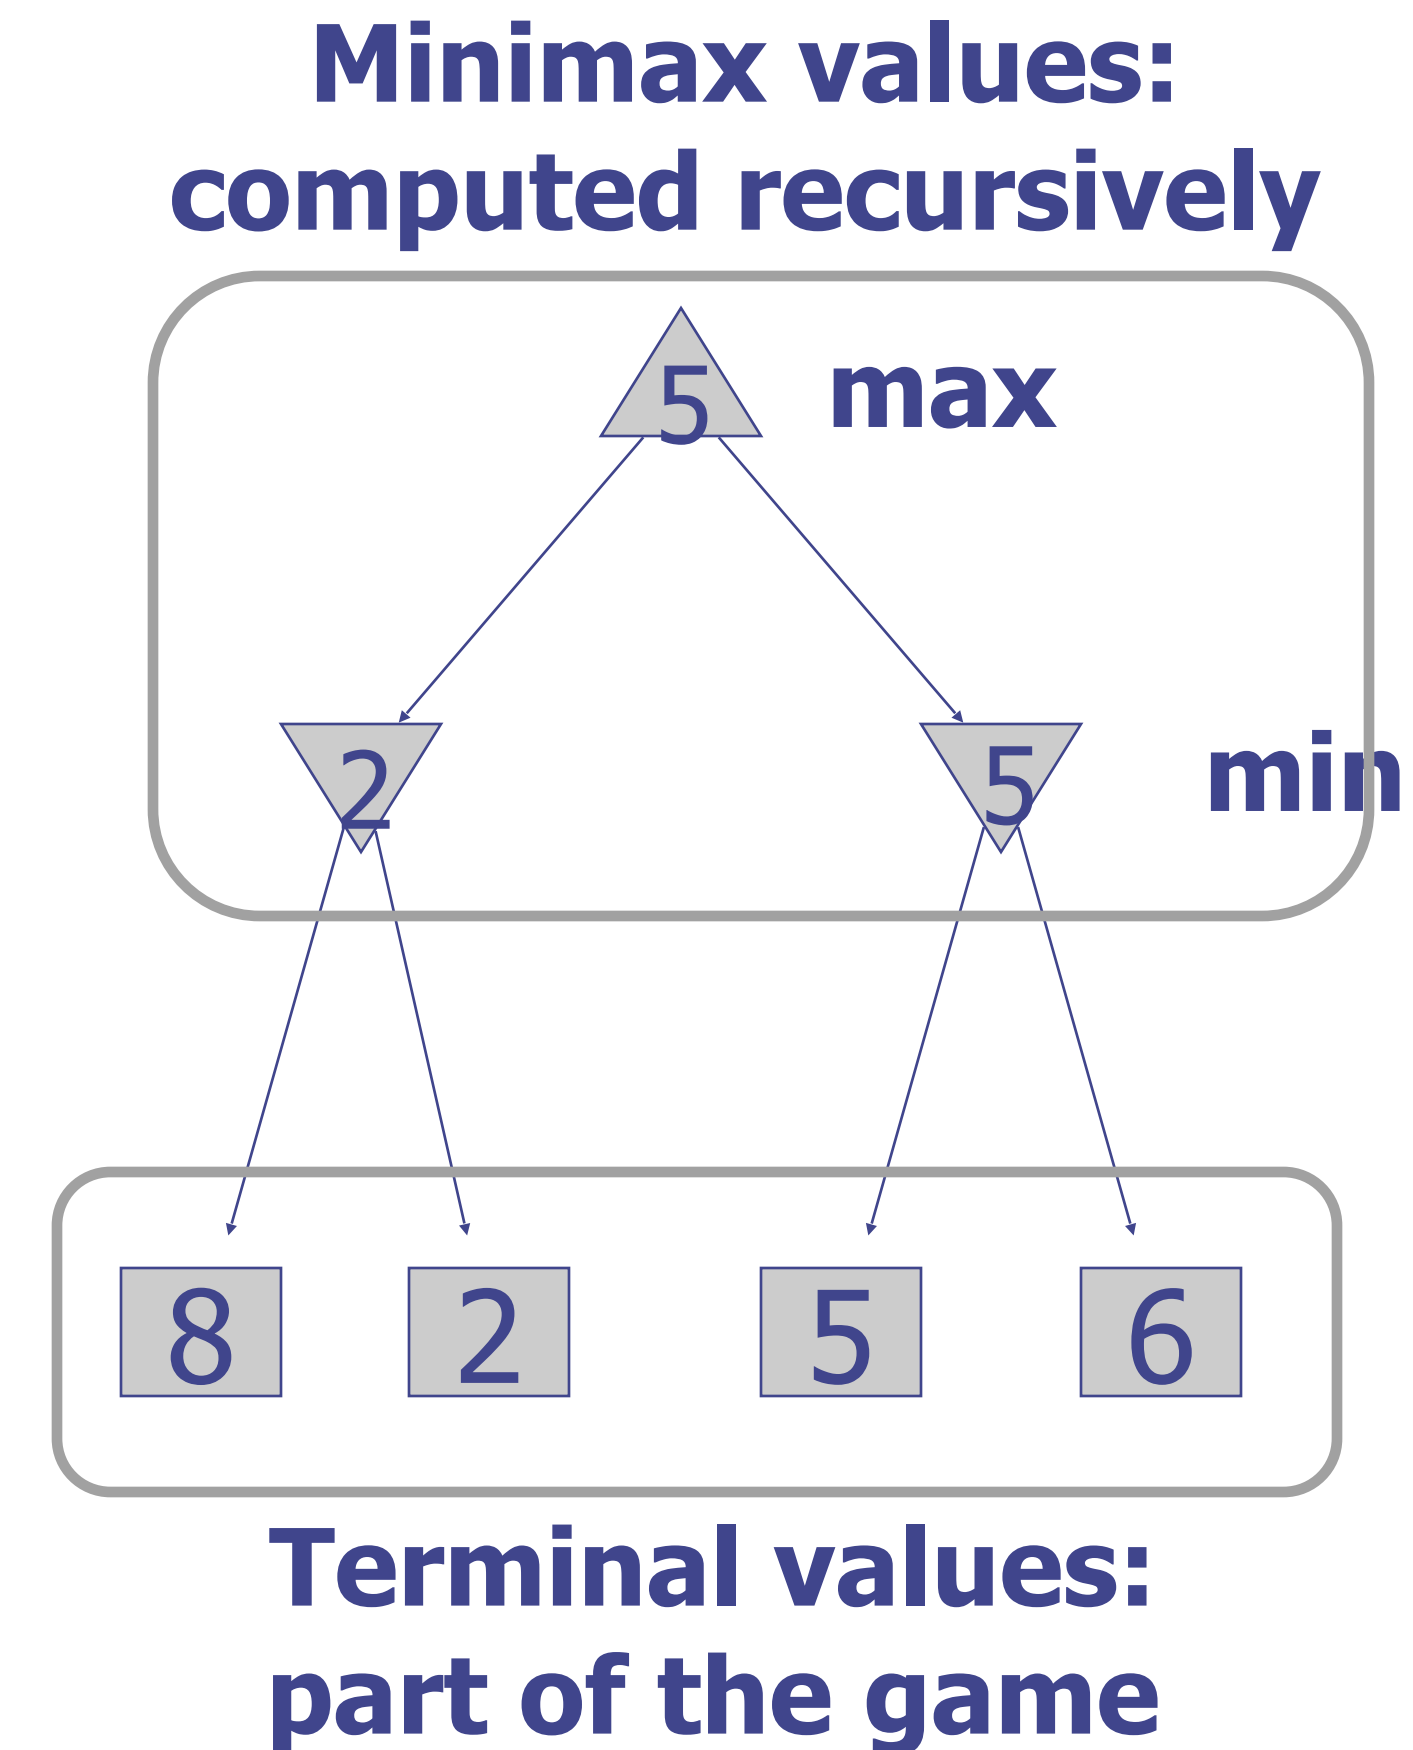 Minimax values:
computed recursively
5 max
2 5 min
8 2 5 6
Terminal values:
part of the game